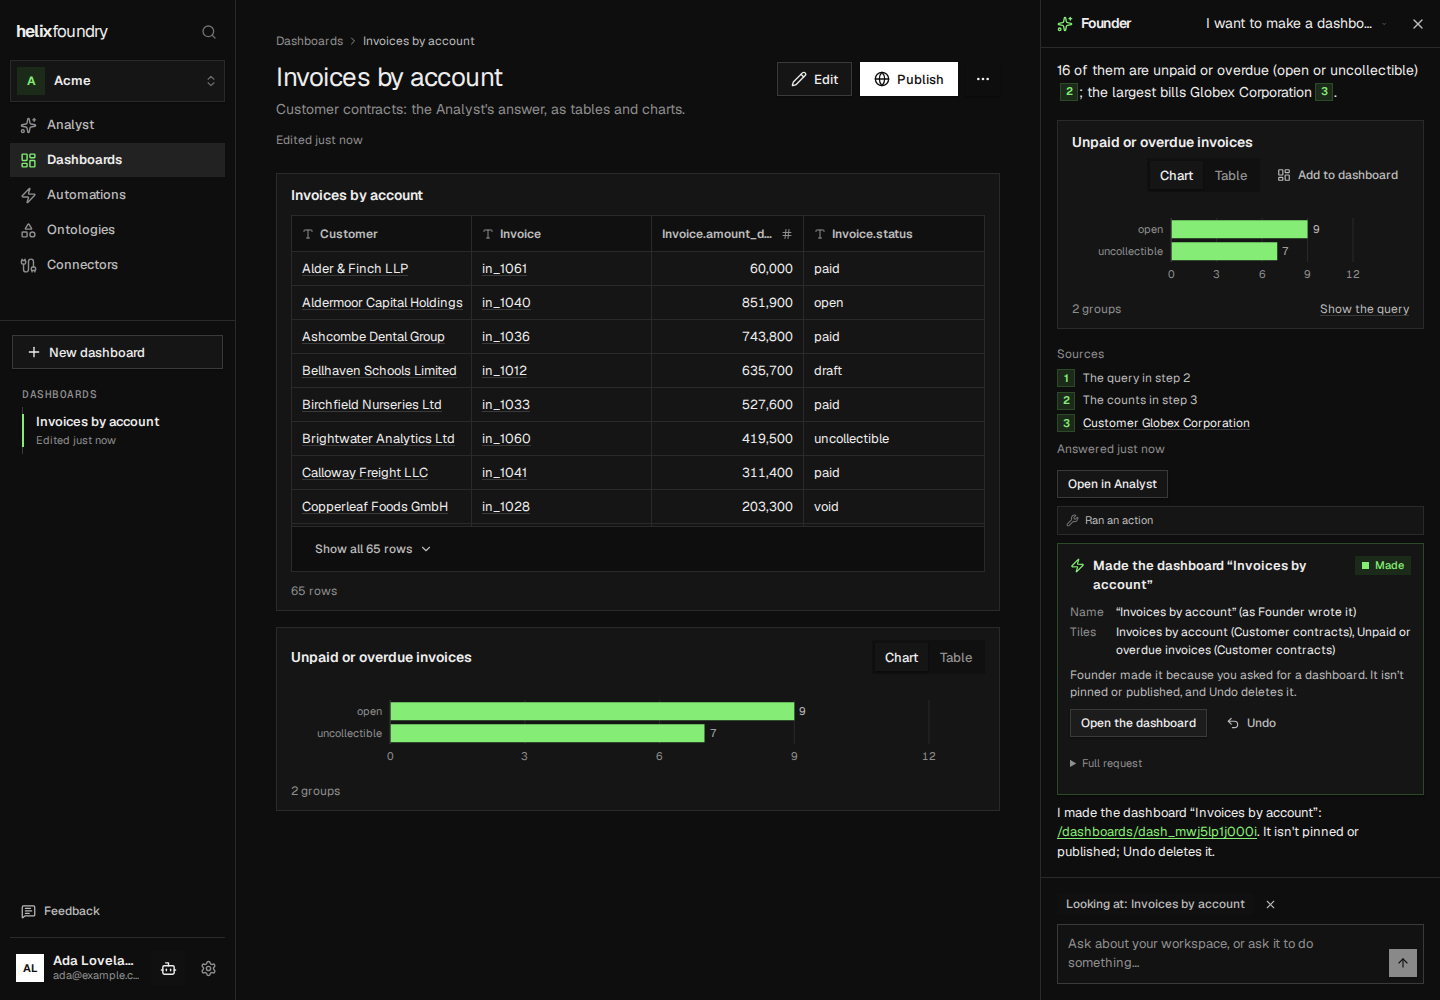 helixfoundry
A Acme
Analyst
Dashboards
Automations
Ontologies
Connectors
New dashboard
DASHBOARDS
Invoices by account
Edited just now
Feedback
AL
Ada Lovela...
ada@example.c...
Dashboards > Invoices by account
Invoices by account
Edit
Publish
Customer contracts: the Analyst's answer, as tables and charts.
Edited just now
Invoices by account
Customer Invoice Invoice.amount_d... # Invoice.status
Alder & Finch LLP in_1061 60,000 paid
Aldermoor Capital Holdings in_1040 851,900 open
Ashcombe Dental Group in_1036 743,800 paid
Bellhaven Schools Limited in_1012 635,700 draft
Birchfield Nurseries Ltd in_1033 527,600 paid
Brightwater Analytics Ltd in_1060 419,500 uncollectible
Calloway Freight LLC in_1041 311,400 paid
Copperleaf Foods GmbH in_1028 203,300 void
Show all 65 rows
65 rows
Unpaid or overdue invoices
Chart Table
open 9
uncollectible 7
0 3 6 9 12
2 groups
Founder
I want to make a dashbo...
16 of them are unpaid or overdue (open or uncollectible)
2 ; the largest bills Globex Corporation 3 .
Unpaid or overdue invoices
Chart Table Add to dashboard
open 9
uncollectible 7
0 3 6 9 12
2 groups Show the query
Sources
1 The query in step 2
2 The counts in step 3
3 Customer Globex Corporation
Answered just now
Open in Analyst
Ran an action
Made the dashboard “Invoices by
account”
Made
Name “Invoices by account” (as Founder wrote it)
Tiles Invoices by account (Customer contracts), Unpaid or
overdue invoices (Customer contracts)
Founder made it because you asked for a dashboard. It isn't
pinned or published, and Undo deletes it.
Open the dashboard Undo
Full request
I made the dashboard “Invoices by account”:
/dashboards/dash_mwj5lp1j000i. It isn't pinned or
published; Undo deletes it.
Looking at: Invoices by account
Ask about your workspace, or ask it to do
something...